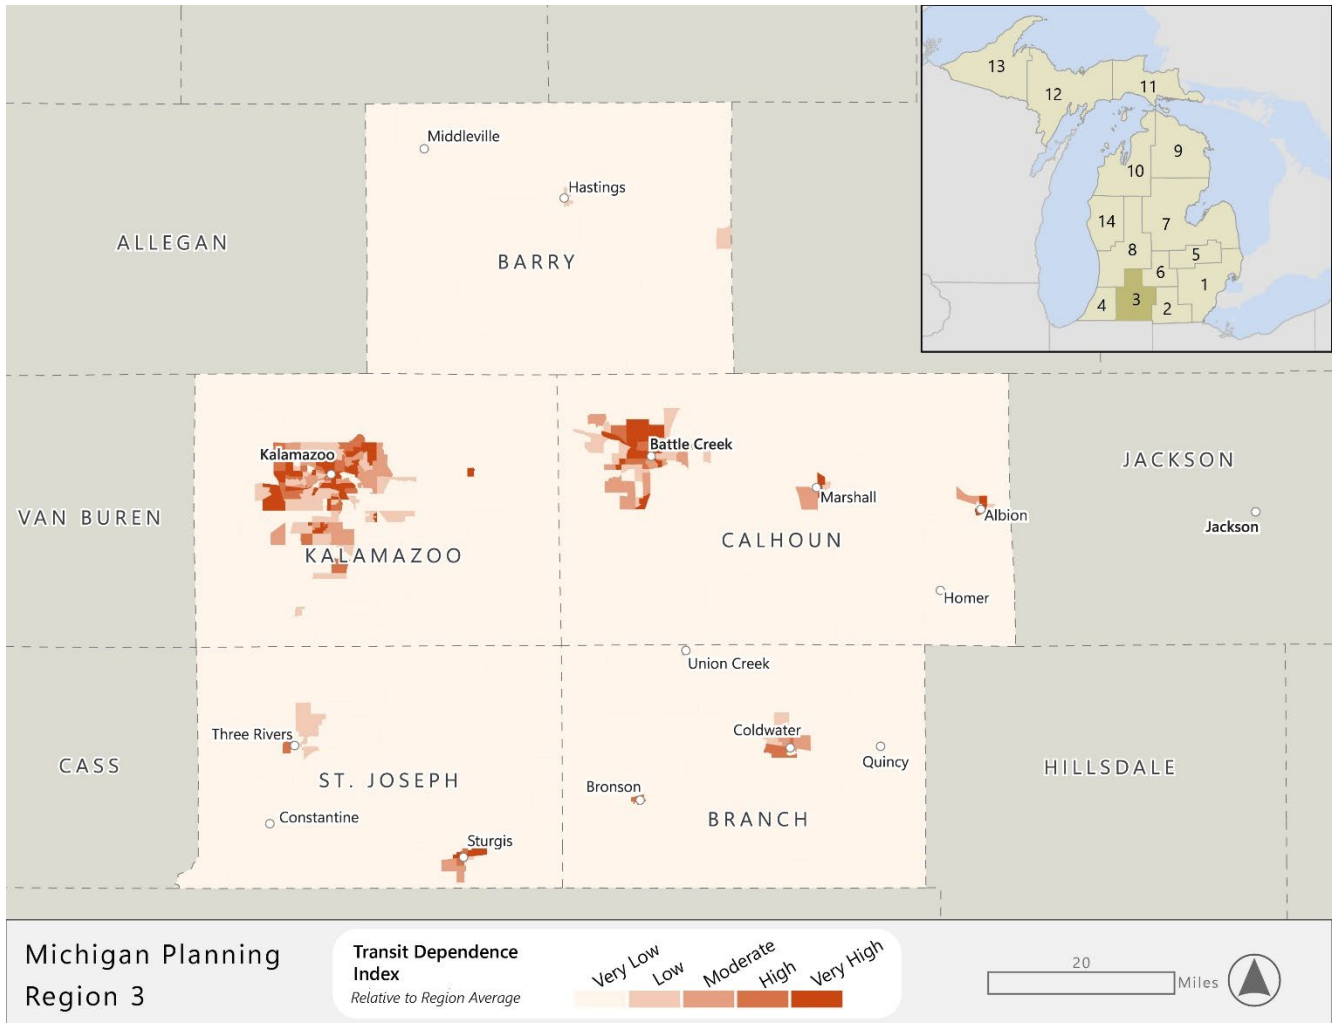 Middleville
Hastings
ALLEGAN
BARRY
13
12
11
9
10
14
7
8
5
6
1
4
3
2
Kalamazoo
Battle Creek
JACKSON
Marshall
VAN BUREN
Albion
Jackson
CALHOUN
KALAMAZOO
Homer
Union Creek
Three Rivers
Coldwater
CASS
ST. JOSEPH
Quincy
HILLSDALE
Bronson
Constantine
BRANCH
Sturgis
Michigan Planning
Region 3
Transit Dependence
Index
Relative to Region Average
Very Low
Low
Moderate
High
Very High
20
Miles